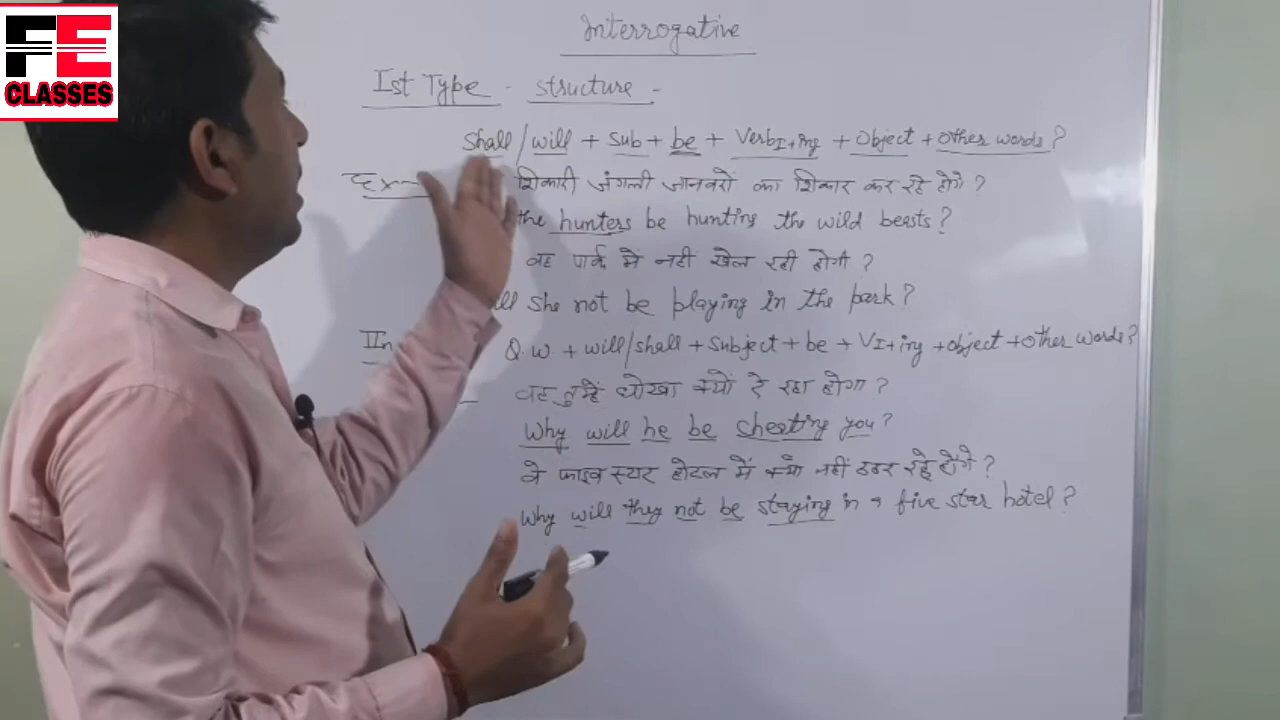 FE
CLASSES
Interrogative
Ist Type - structure -
Shall/will + Sub + be + VerbI+ing + Object + Other words?
Ex- शिकारी जंगली जानवरों का शिकार कर रहे होंगे ?
the hunters be hunting the wild beasts?
वह पार्क में नहीं खेल रही होगी ?
she not be playing in the park?
IIn Q.W. + will/shall + Subject + be + VI+ing + object + other words?
वह तुम्हें धोखा क्यों दे रहा होगा ?
Why will he be cheating you?
वे फाइव स्टार होटल में क्यो नहीं ठहर रहे होंगे ?
Why will they not be staying in a five star hotel?